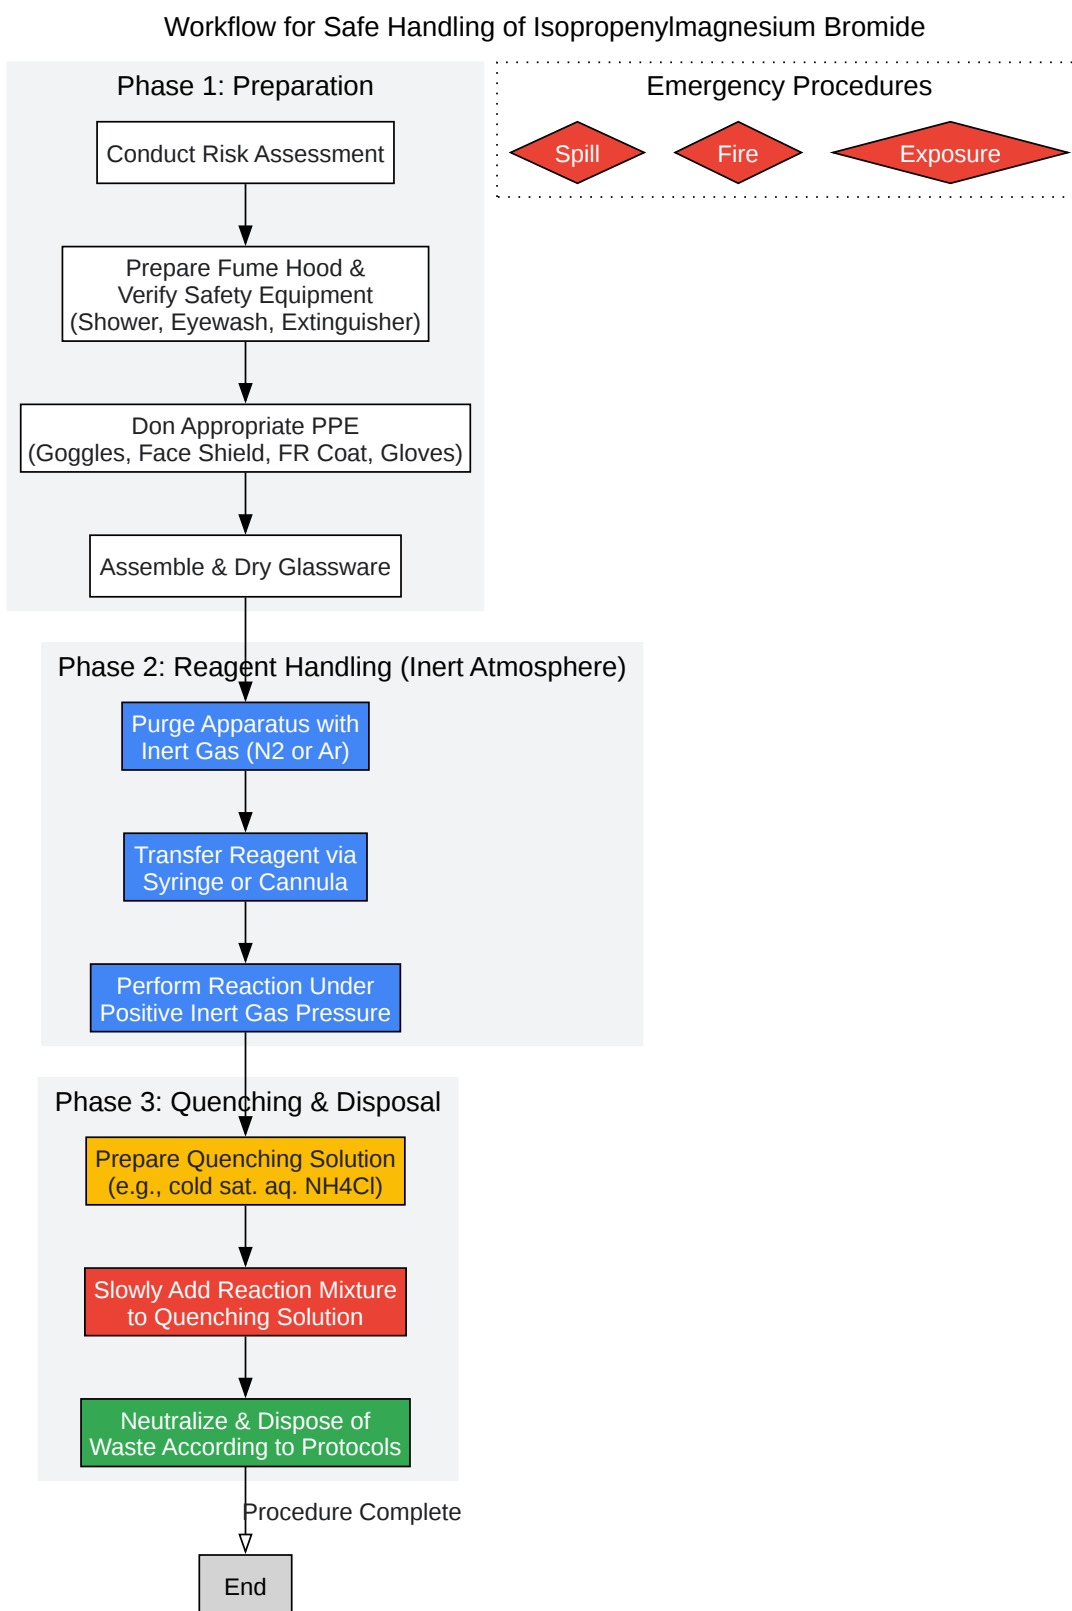 Workflow for Safe Handling of Isopropenylmagnesium Bromide
Phase 1: Preparation
Conduct Risk Assessment
Prepare Fume Hood &
Verify Safety Equipment
(Shower, Eyewash, Extinguisher)
Don Appropriate PPE
(Goggles, Face Shield, FR Coat, Gloves)
Assemble & Dry Glassware
Emergency Procedures
Spill
Fire
Exposure
Phase 2: Reagent Handling (Inert Atmosphere)
Purge Apparatus with
Inert Gas (N2 or Ar)
Transfer Reagent via
Syringe or Cannula
Perform Reaction Under
Positive Inert Gas Pressure
Phase 3: Quenching & Disposal
Prepare Quenching Solution
(e.g., cold sat. aq. NH4Cl)
Slowly Add Reaction Mixture
to Quenching Solution
Neutralize & Dispose of
Waste According to Protocols
Procedure Complete
End